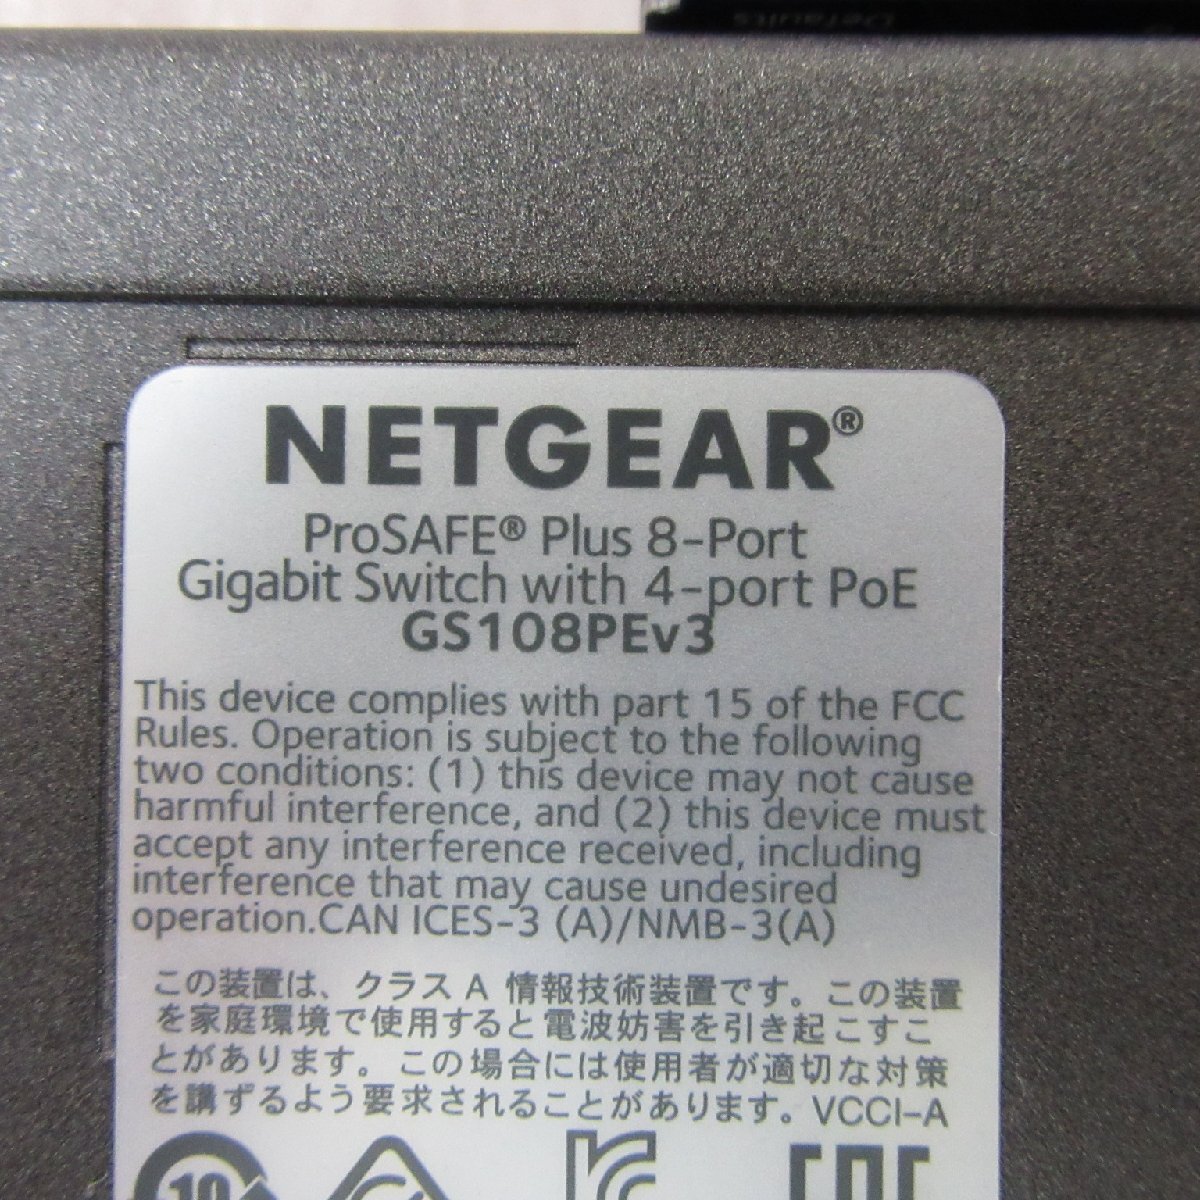 Defaults
NETGEAR®
ProSAFE® Plus 8-Port
Gigabit Switch with 4-port PoE
GS108PEv3
This device complies with part 15 of the FCC
Rules. Operation is subject to the following
two conditions: (1) this device may not cause
harmful interference, and (2) this device must
accept any interference received, including
interference that may cause undesired
operation.CAN ICES-3 (A)/NMB-3(A)
この装置は、クラス A 情報技術装置です。この装置
を家庭環境で使用すると電波妨害を引き起こすこ
とがあります。この場合には使用者が適切な対策
を講ずるよう要求されることがあります。VCCI-A
10